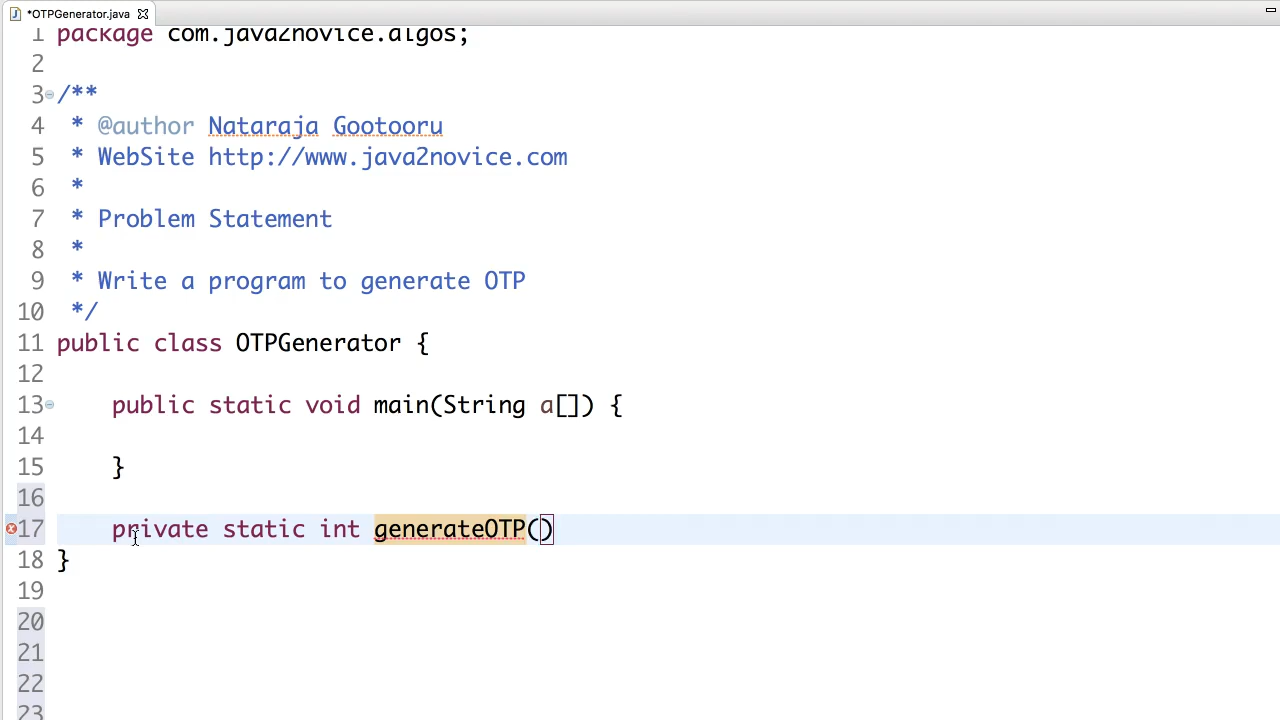 *OTPGenerator.java
1 package com.java2novice.algos;
2
3 /**
4 * @author Nataraja Gootooru
5 * WebSite http://www.java2novice.com
6 *
7 * Problem Statement
8 *
9 * Write a program to generate OTP
10 */
11 public class OTPGenerator {
12
13 public static void main(String a[]) {
14
15 }
16
17 private static int generateOTP()
18 }
19
20
21
22
23